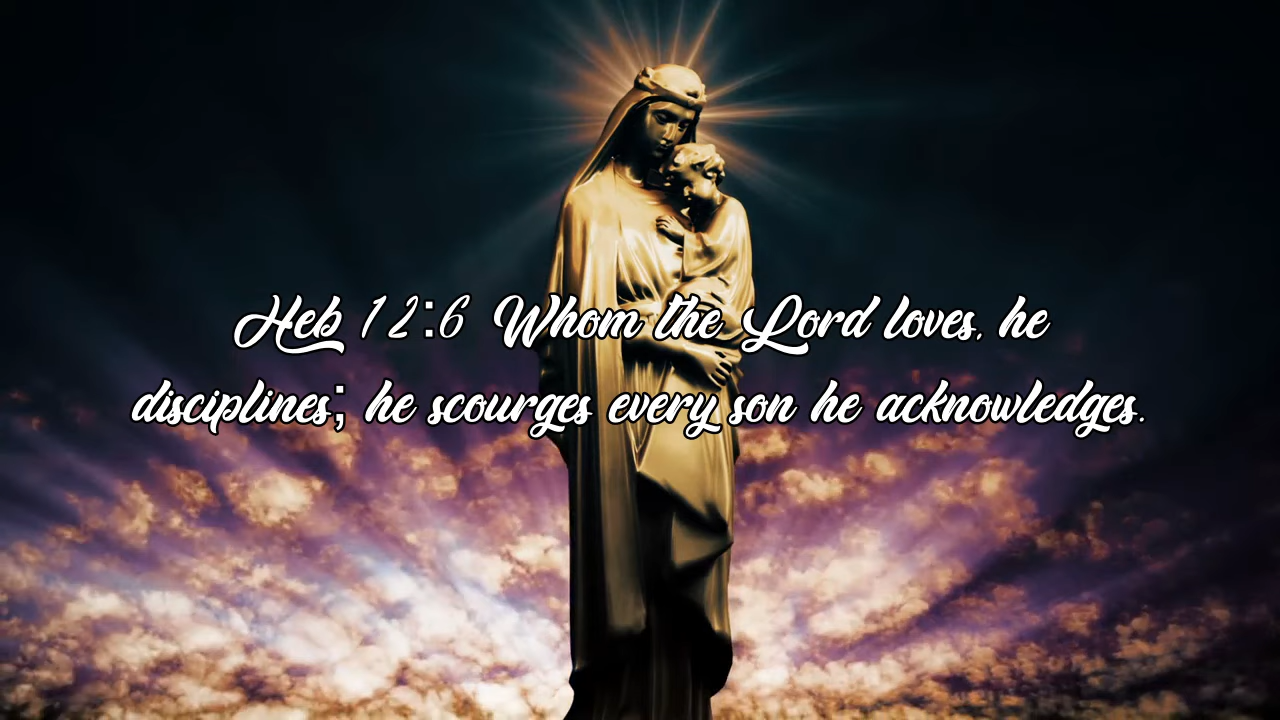 Heb 12:6 Whom the Lord loves, he
disciplines; he scourges every son he acknowledges.